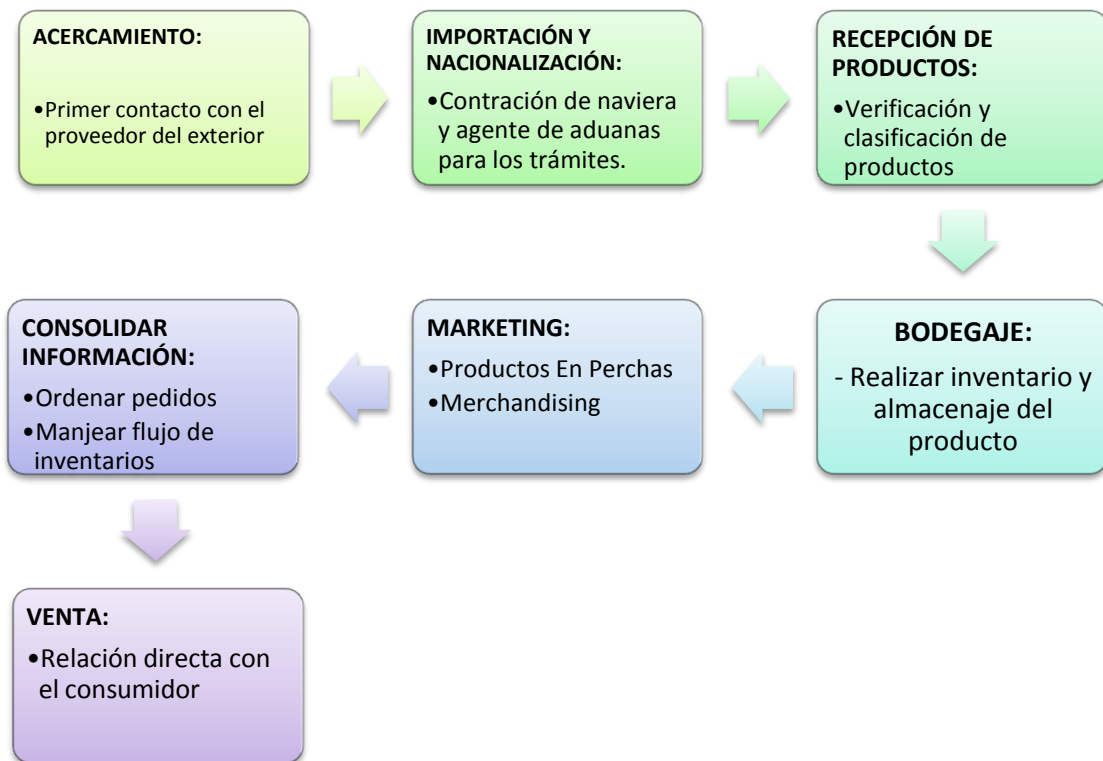 ACERCAMIENTO:
•Primer contacto con el
proveedor del exterior
IMPORTACIÓN Y
NACIONALIZACIÓN:
•Contración de naviera
y agente de aduanas
para los trámites.
RECEPCIÓN DE
PRODUCTOS:
•Verificación y
clasificación de
productos
BODEGAJE:
- Realizar inventario y
almacenaje del
producto
MARKETING:
•Productos En Perchas
•Merchandising
CONSOLIDAR
INFORMACIÓN:
•Ordenar pedidos
•Manjear flujo de
inventarios
VENTA:
•Relación directa con
el consumidor